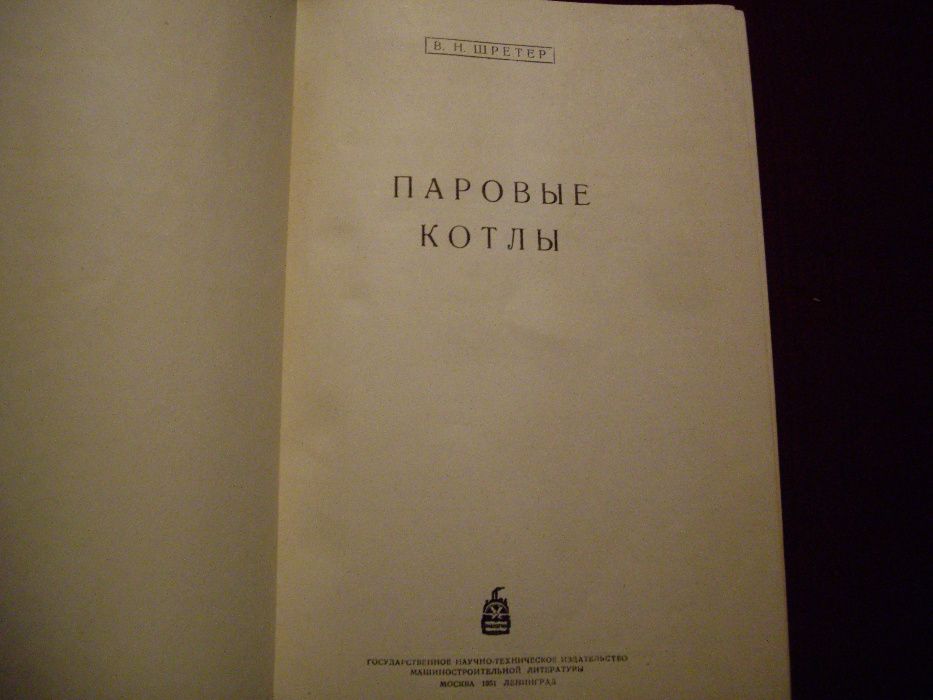 В. Н. ШРЕТЕР
ПАРОВЫЕ
КОТЛЫ
ГОСУДАРСТВЕННОЕ НАУЧНО-ТЕХНИЧЕСКОЕ ИЗДАТЕЛЬСТВО
МАШИНОСТРОИТЕЛЬНОЙ ЛИТЕРАТУРЫ
МОСКВА 1951 ЛЕНИНГРАД